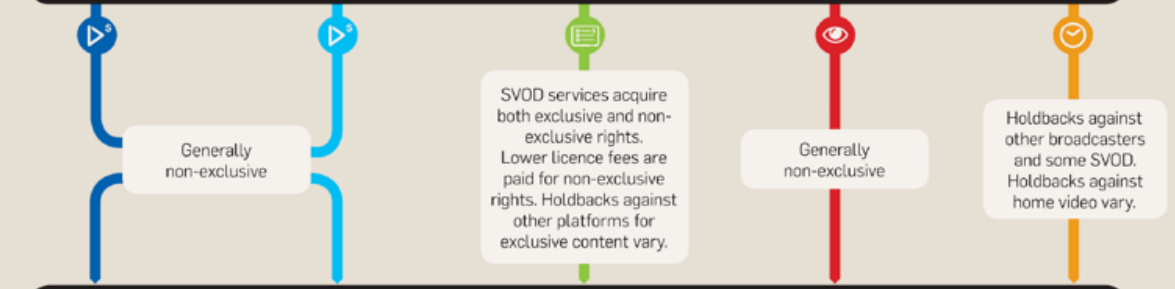 $
$
Generally
non-exclusive
SVOD services acquire
both exclusive and non-
exclusive rights.
Lower licence fees are
paid for non-exclusive
rights. Holdbacks against
other platforms for
exclusive content vary.
Generally
non-exclusive
Holdbacks against
other broadcasters
and some SVOD.
Holdbacks against
home video vary.